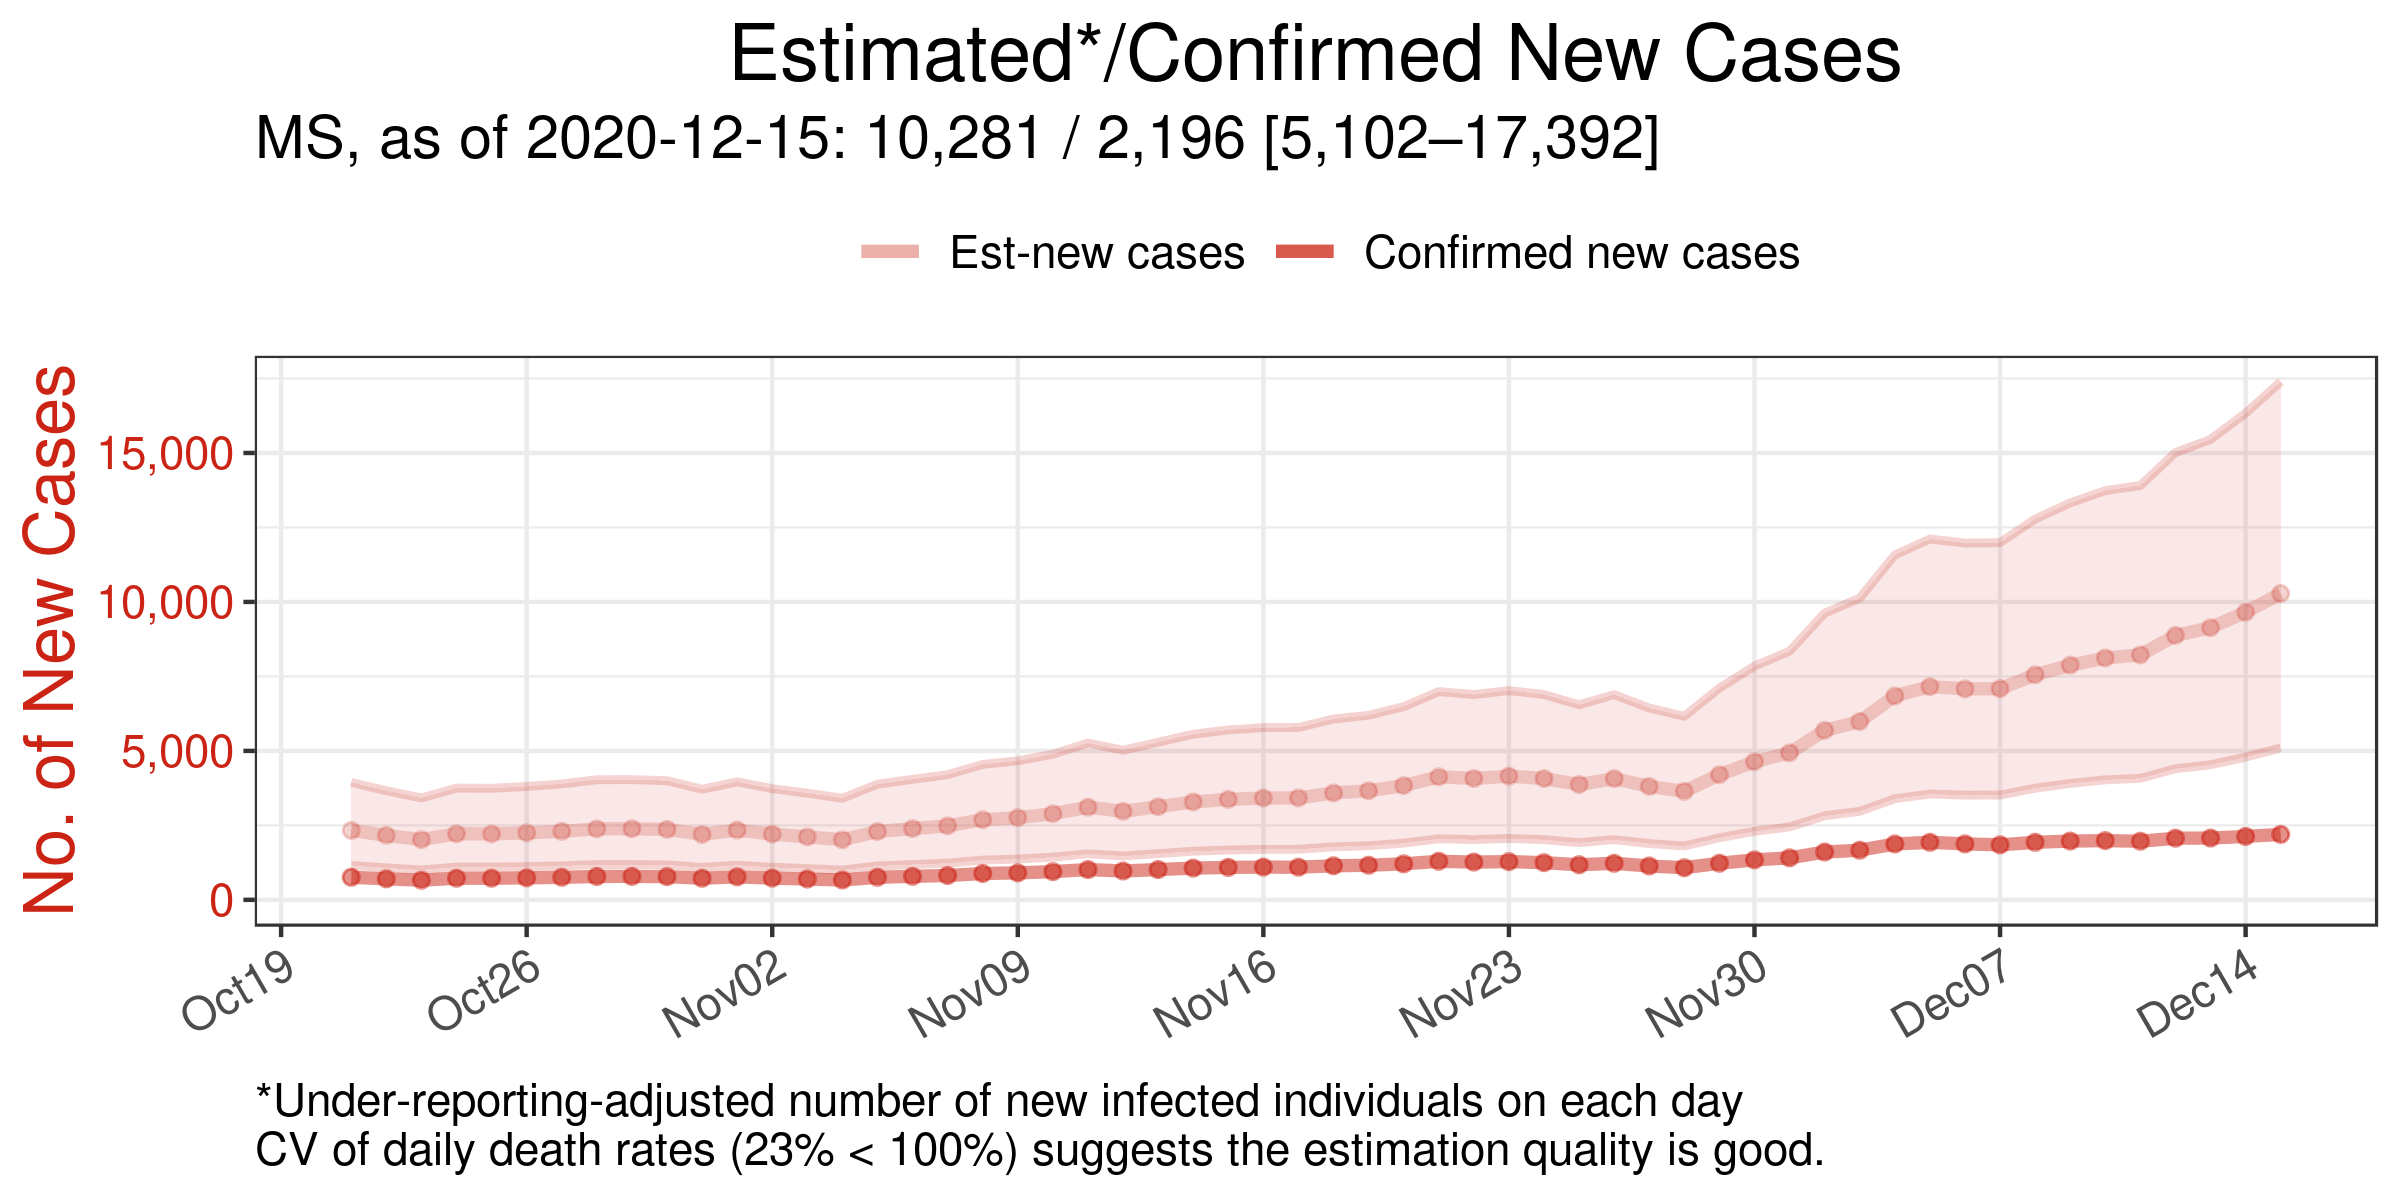 Estimated*/Confirmed New Cases
MS, as of 2020-12-15: 10,281 / 2,196 [5,102–17,392]
Est-new cases Confirmed new cases
No. of New Cases
15,000
10,000
5,000
0
Oct19 Oct26 Nov02 Nov09 Nov16 Nov23 Nov30 Dec07 Dec14
*Under-reporting-adjusted number of new infected individuals on each day
CV of daily death rates (23% < 100%) suggests the estimation quality is good.